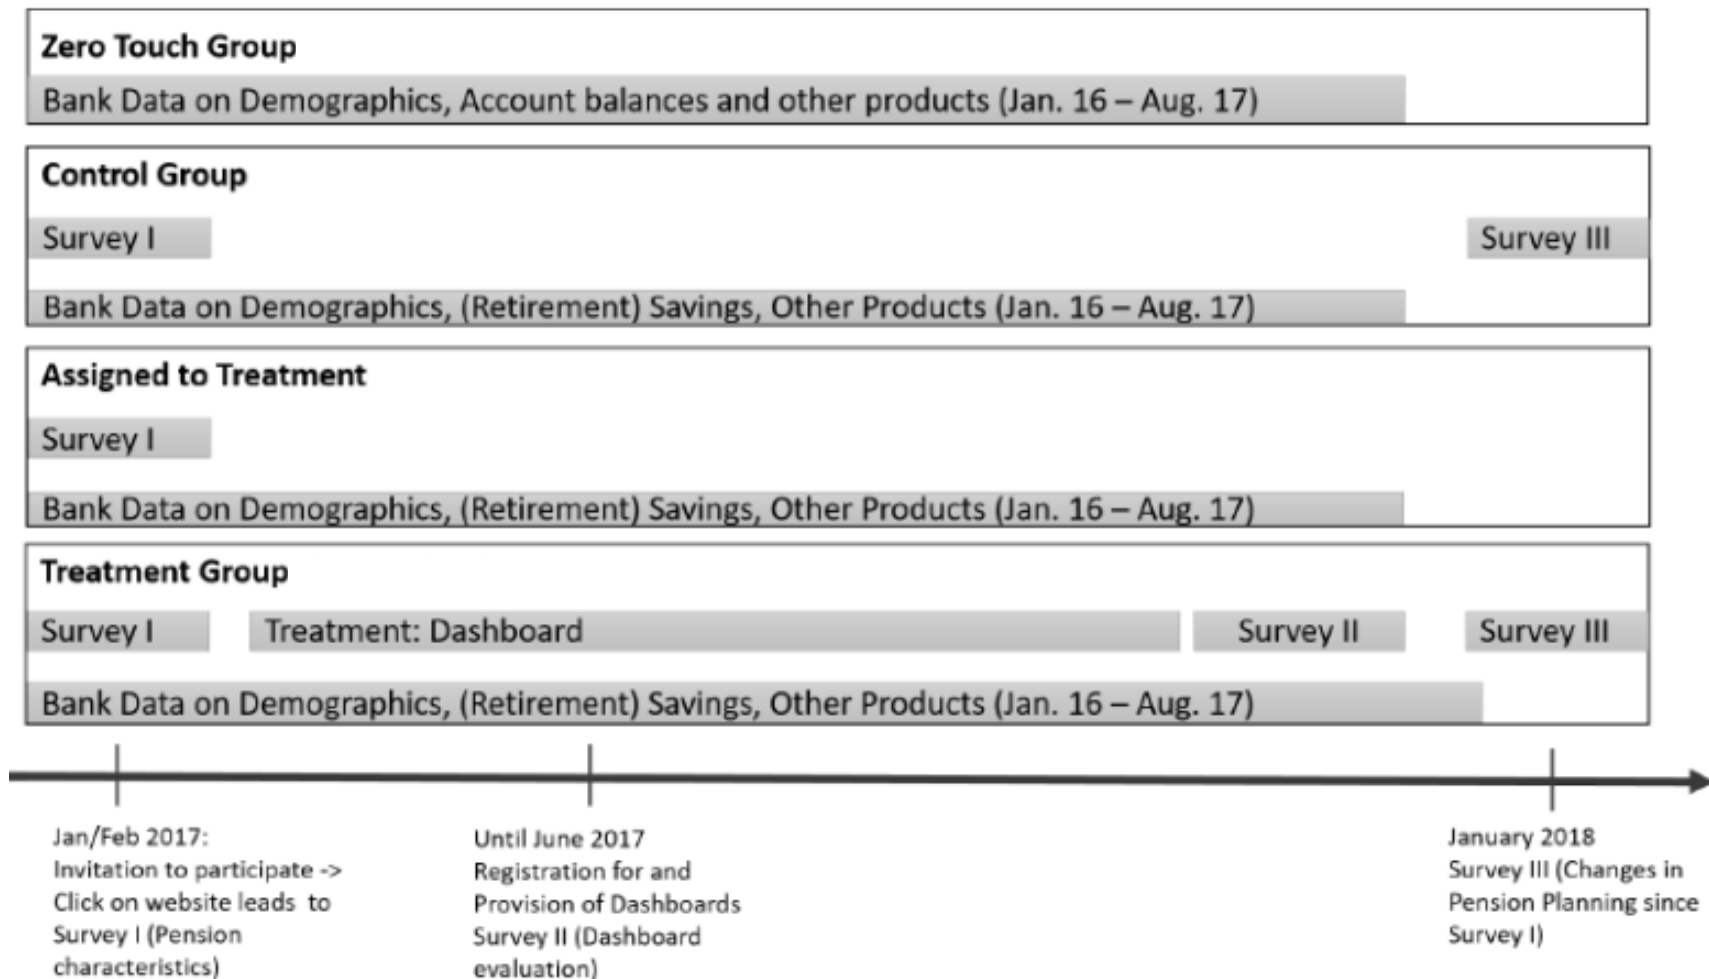 Zero Touch Group
Bank Data on Demographics, Account balances and other products (Jan. 16 – Aug. 17)
Control Group
Survey I
Survey III
Bank Data on Demographics, (Retirement) Savings, Other Products (Jan. 16 – Aug. 17)
Assigned to Treatment
Survey I
Bank Data on Demographics, (Retirement) Savings, Other Products (Jan. 16 – Aug. 17)
Treatment Group
Survey I
Treatment: Dashboard
Survey II
Survey III
Bank Data on Demographics, (Retirement) Savings, Other Products (Jan. 16 – Aug. 17)
Jan/Feb 2017:
Invitation to participate ->
Click on website leads to
Survey I (Pension
characteristics)
Until June 2017
Registration for and
Provision of Dashboards
Survey II (Dashboard
evaluation)
January 2018
Survey III (Changes in
Pension Planning since
Survey I)